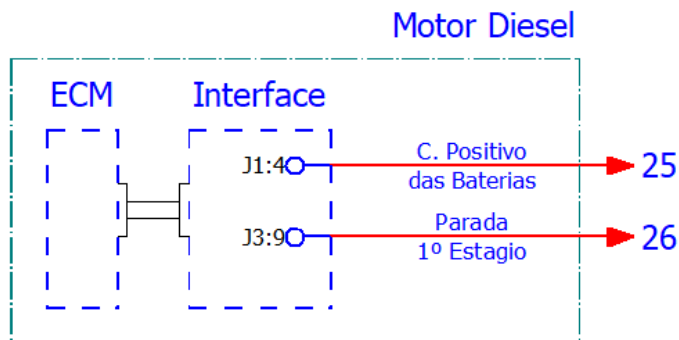 Motor Diesel
ECM
Interface
J1:4
C. Positivo
das Baterias
25
J3:9
Parada
1º Estagio
26